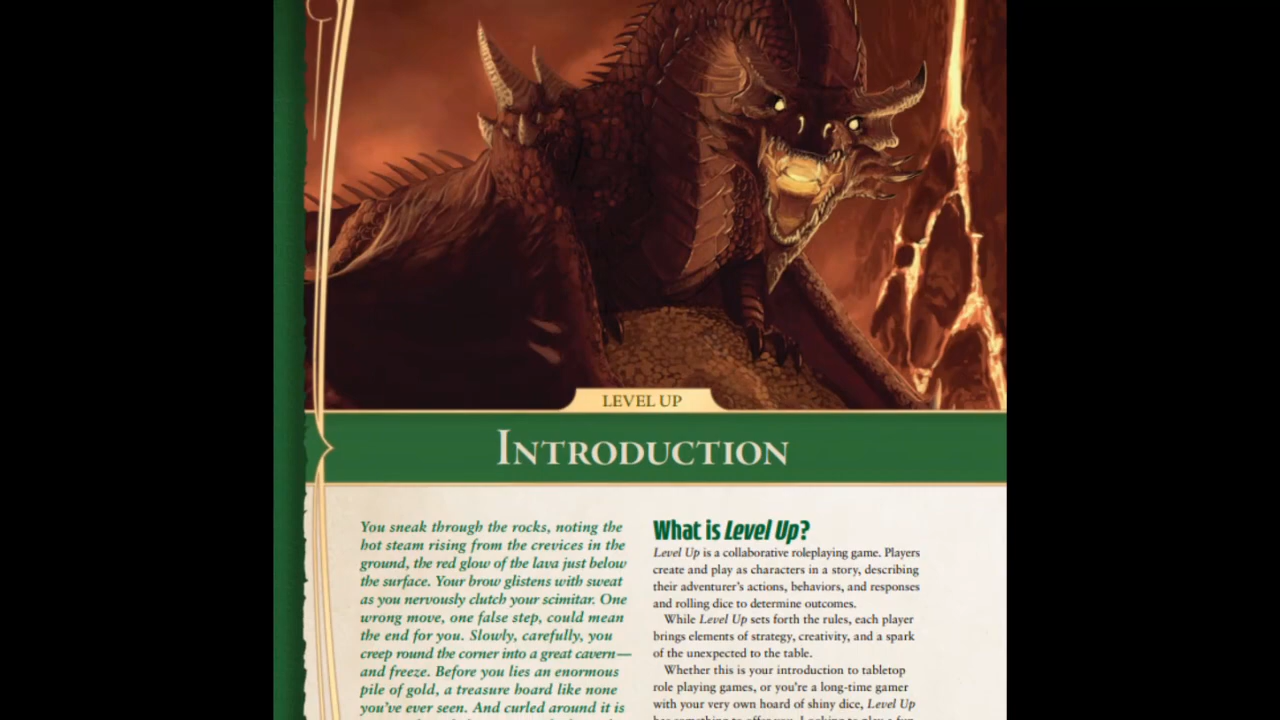 LEVEL UP
INTRODUCTION
You sneak through the rocks, noting the
hot steam rising from the crevices in the
ground, the red glow of the lava just below
the surface. Your brow glistens with sweat
as you nervously clutch your scimitar. One
wrong move, one false step, could mean
the end for you. Slowly, carefully, you
creep round the corner into a great cavern—
and freeze. Before you lies an enormous
pile of gold, a treasure hoard like none
you've ever seen. And curled around it is
What is Level Up?
Level Up is a collaborative roleplaying game. Players
create and play as characters in a story, describing
their adventurer's actions, behaviors, and responses
and rolling dice to determine outcomes.
While Level Up sets forth the rules, each player
brings elements of strategy, creativity, and a spark
of the unexpected to the table.
Whether this is your introduction to tabletop
role playing games, or you're a long-time gamer
with your very own hoard of shiny dice, Level Up